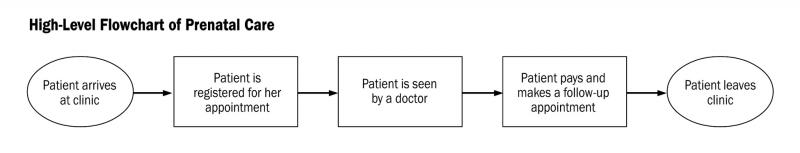 High-Level Flowchart of Prenatal Care
Patient arrives
at clinic
Patient is
registered for her
appointment
Patient is seen
by a doctor
Patient pays and
makes a follow-up
appointment
Patient leaves
clinic